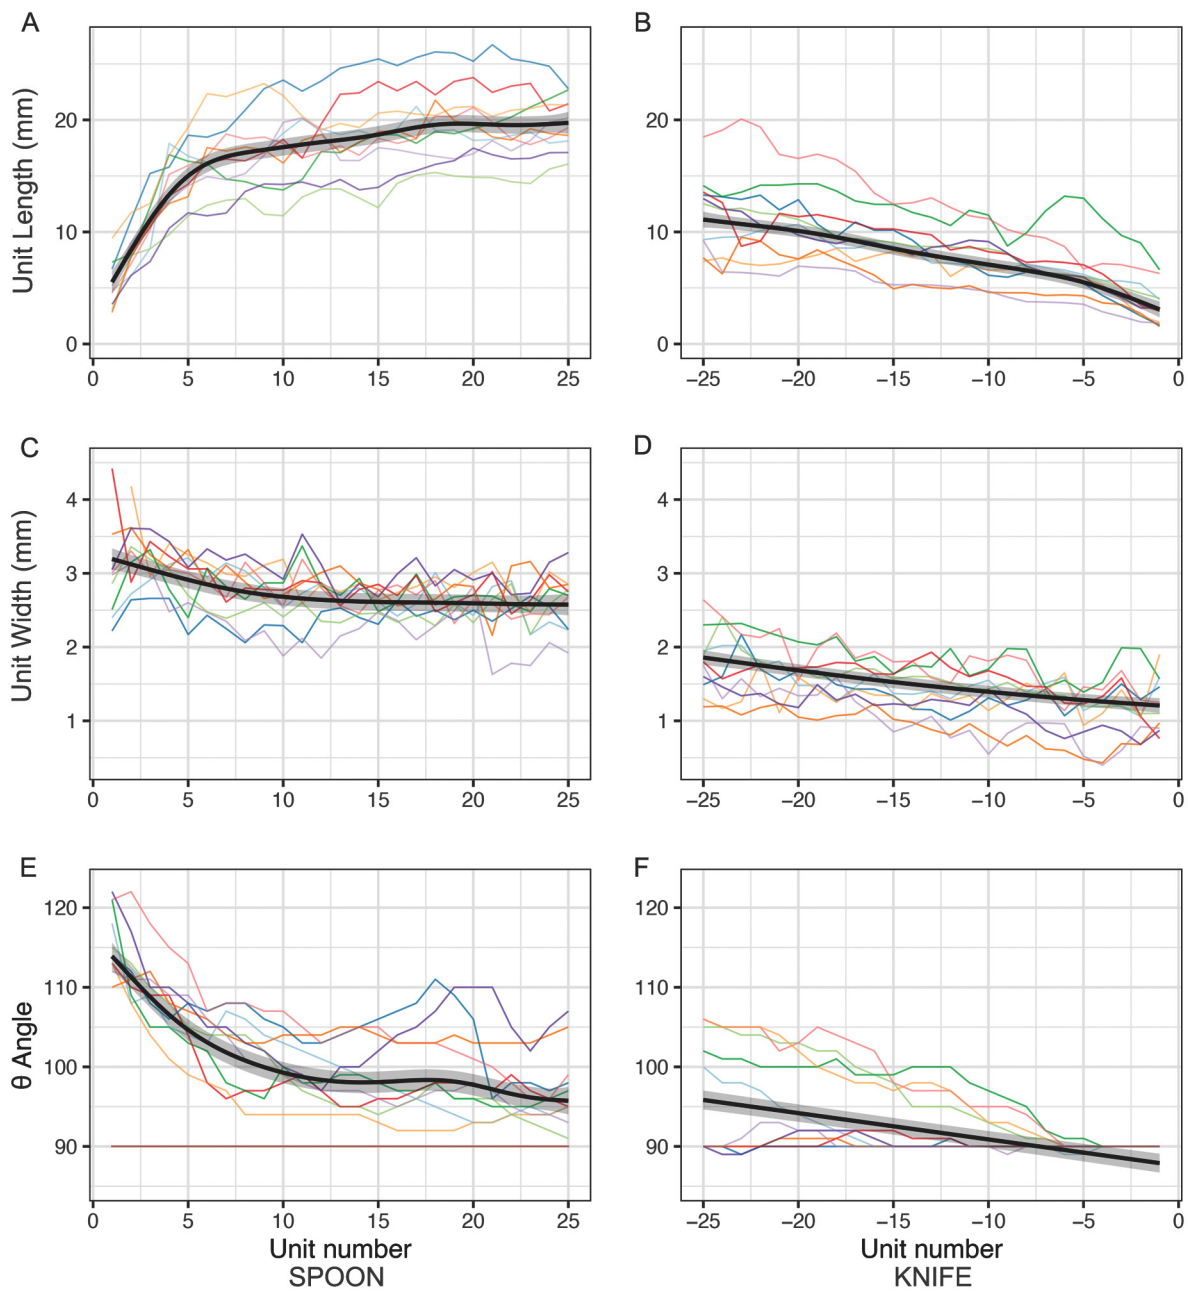 A
B
Unit Length (mm)
20
10
0
0 5 10 15 20 25
20
10
0
−25 −20 −15 −10 −5 0
C
D
Unit Width (mm)
4
3
2
1
0 5 10 15 20 25
4
3
2
1
−25 −20 −15 −10 −5 0
E
F
θ Angle
120
110
100
90
0 5 10 15 20 25
120
110
100
90
−25 −20 −15 −10 −5 0
Unit number
SPOON
Unit number
KNIFE